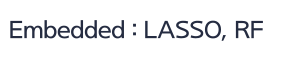 Embedded : LASSO, RF